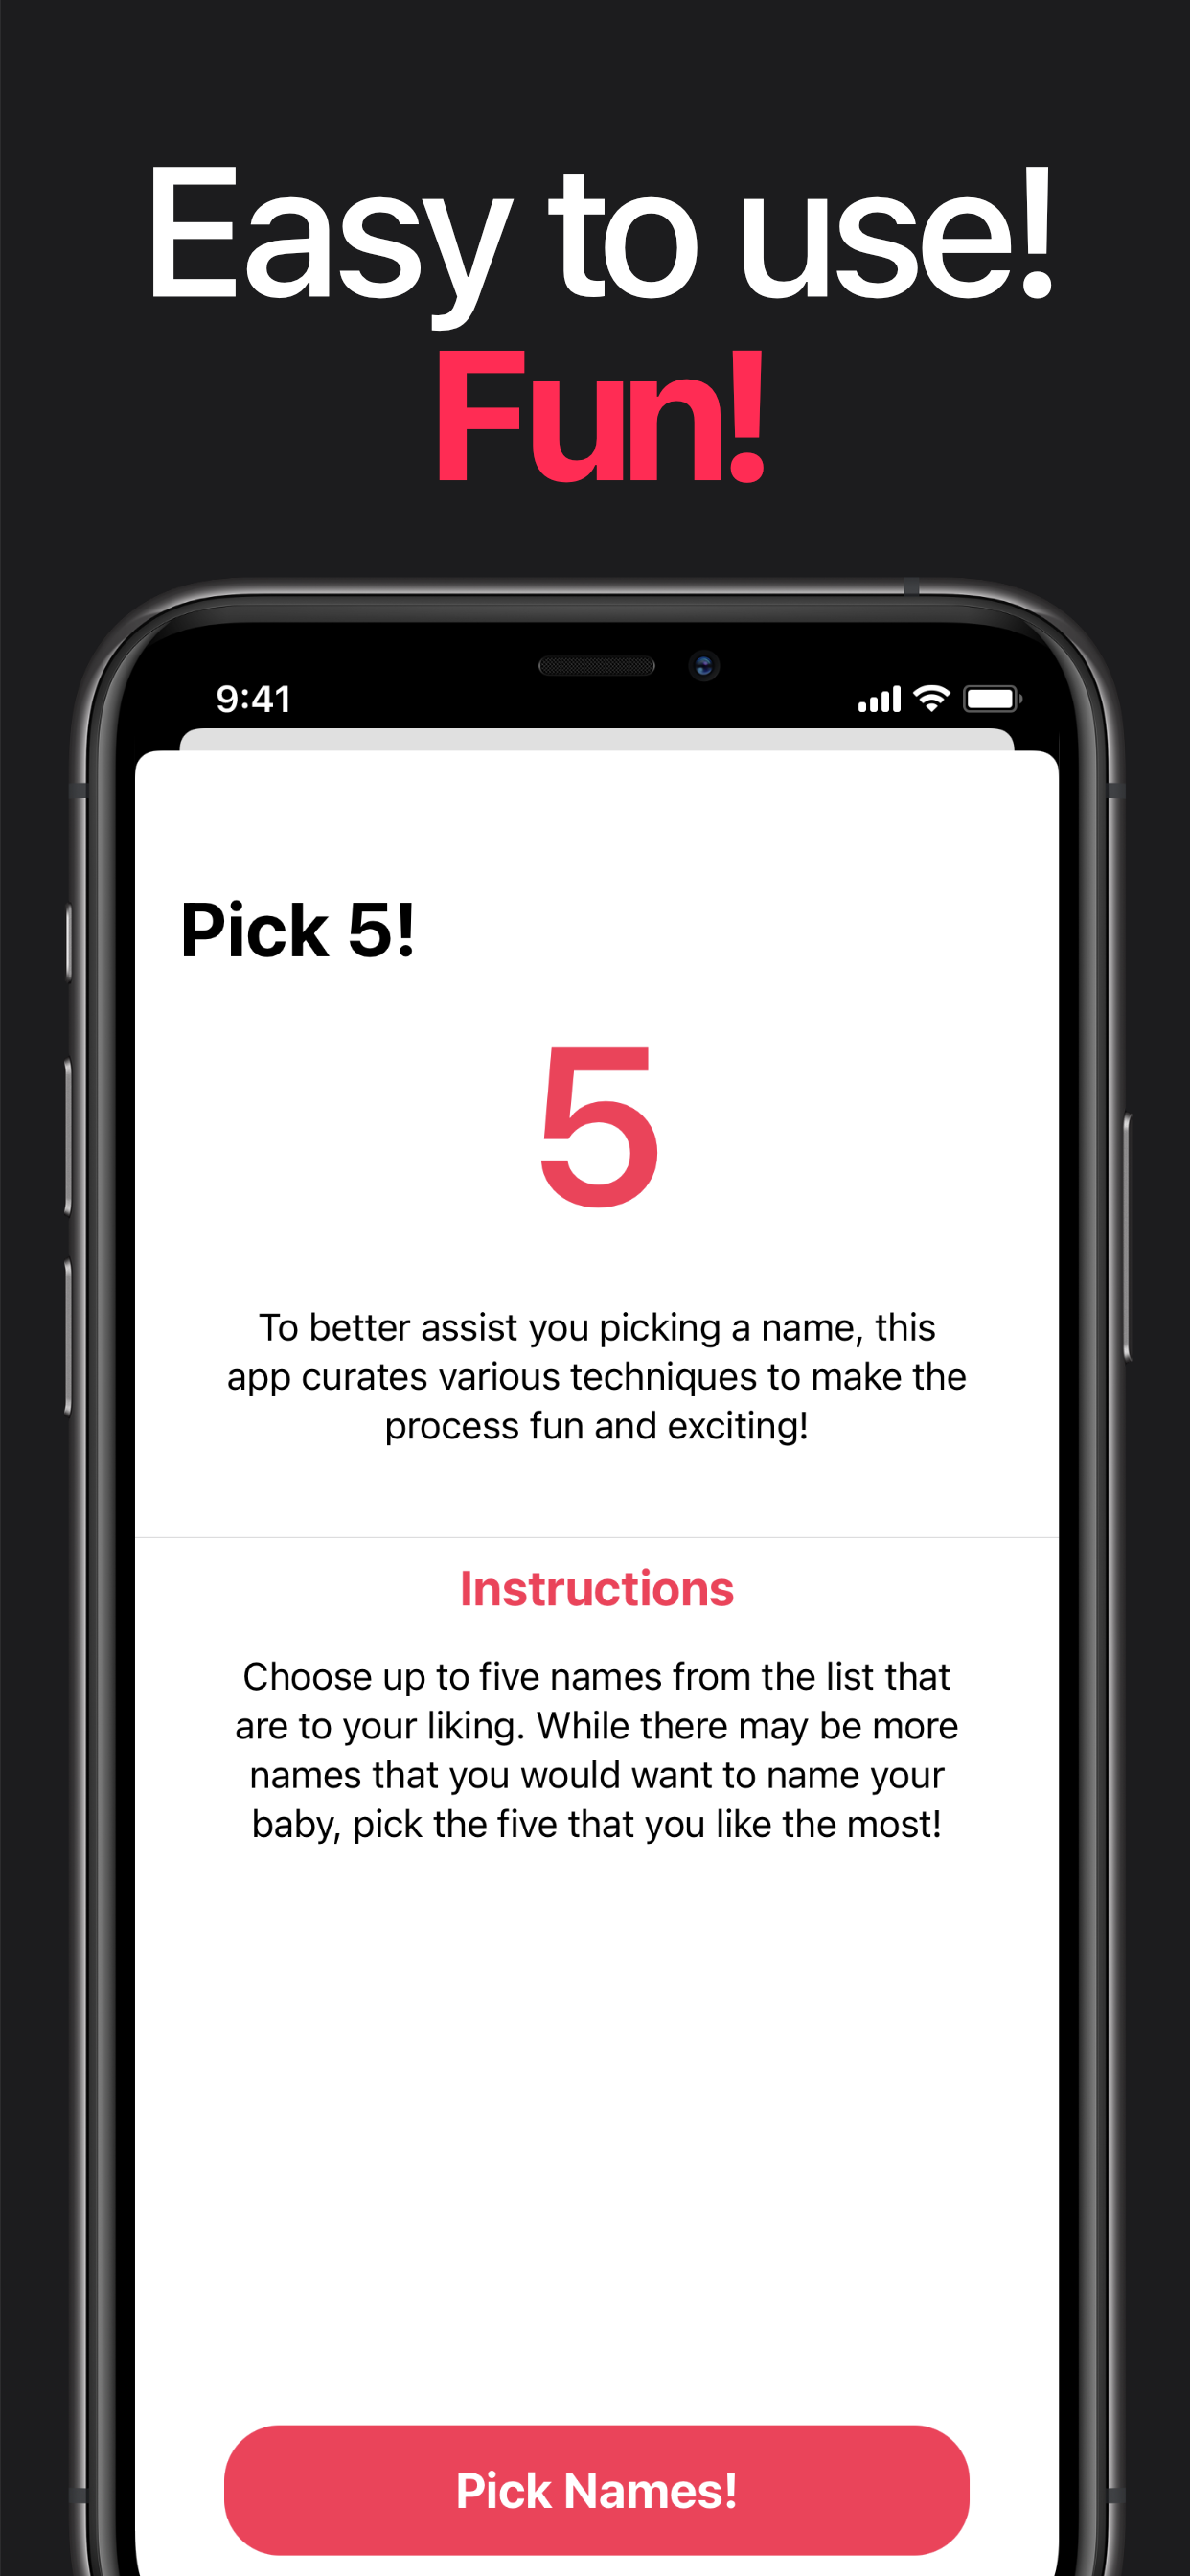 Easy to use!
Fun!
9:41
Pick 5!
5
To better assist you picking a name, this
app curates various techniques to make the
process fun and exciting!
Instructions
Choose up to five names from the list that
are to your liking. While there may be more
names that you would want to name your
baby, pick the five that you like the most!
Pick Names!